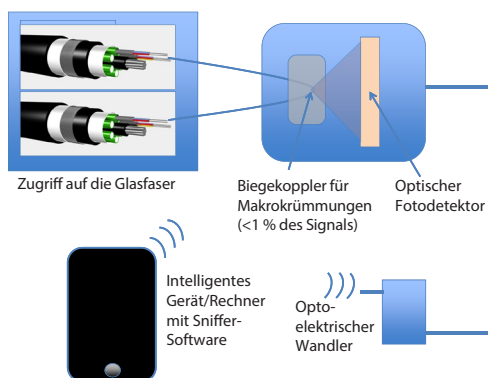 Zugriff auf die Glasfaser
Biegekoppler für
Makrokrümmungen
(<1 % des Signals)
Optischer
Fotodetektor
Intelligentes
Gerät/Rechner
mit Sniffer-
Software
Opto-
elektrischer
Wandler